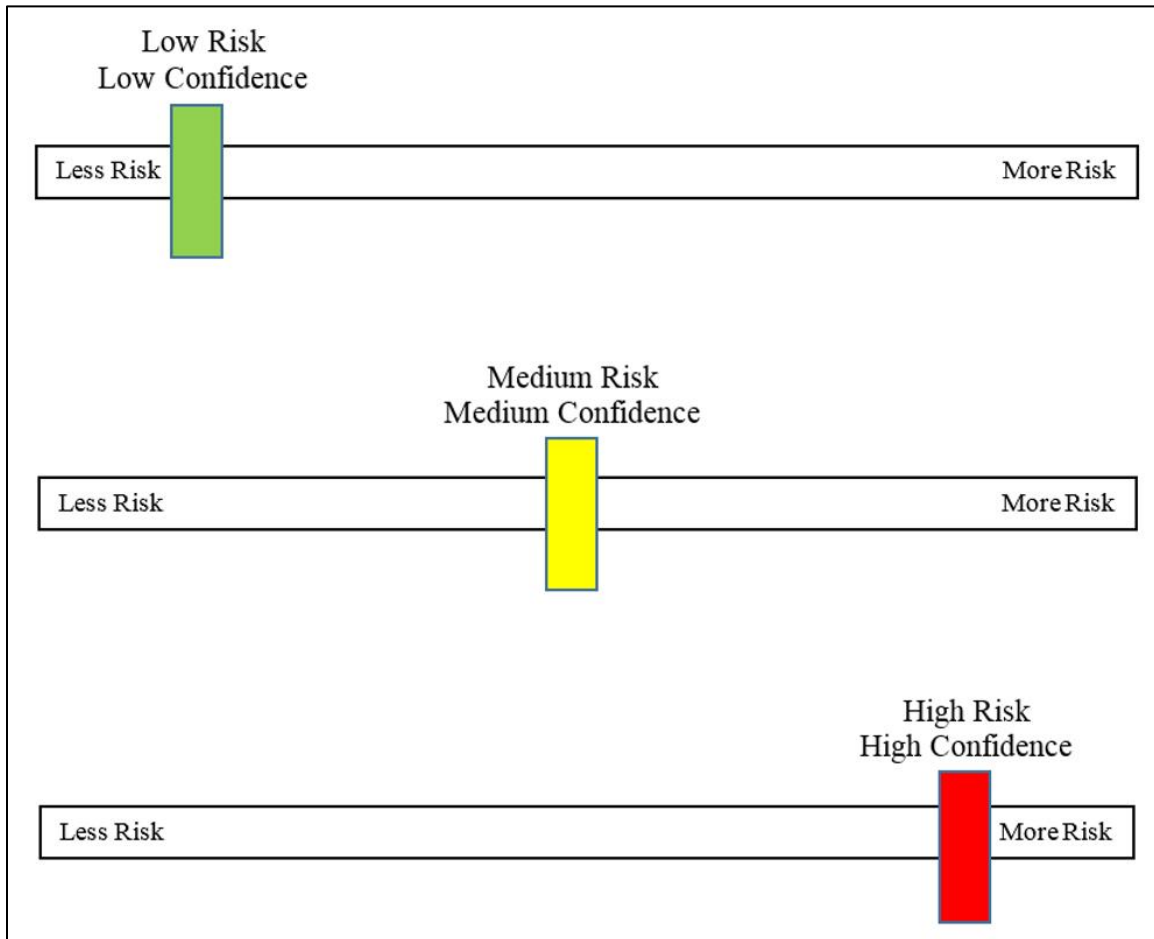 Low Risk
Low Confidence
Less Risk
More Risk
Medium Risk
Medium Confidence
Less Risk
More Risk
High Risk
High Confidence
Less Risk
More Risk